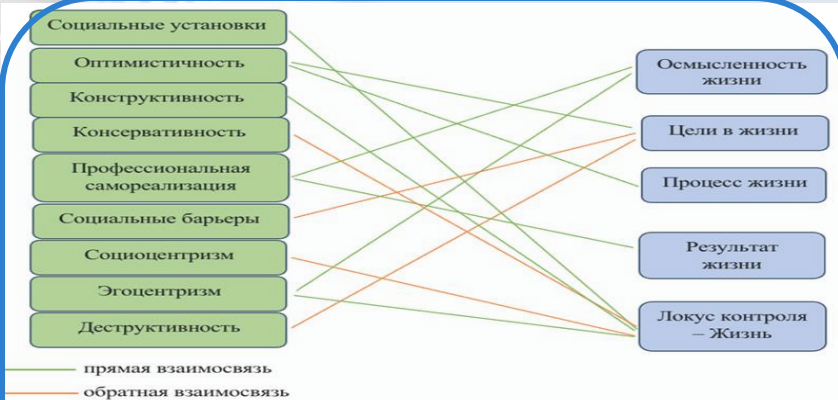 Социальные установки
Оптимистичность
Конструктивность
Консервативность
Профессиональная
самореализация
Социальные барьеры
Социоцентризм
Эгоцентризм
Деструктивность
Осмысленность
жизни
Цели в жизни
Процесс жизни
Результат
жизни
Локус контроля
– Жизнь
прямая взаимосвязь
обратная взаимосвязь